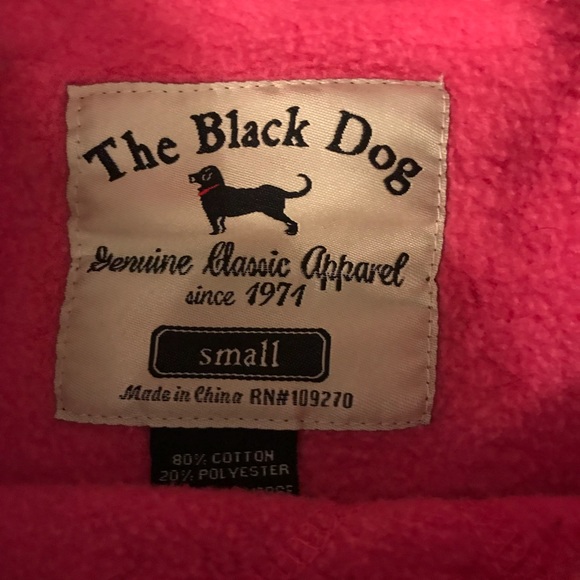 The Black Dog
Genuine Classic Apparel
since 1971
small
Made in China RN#109270
80% COTTON
20% POLYESTER